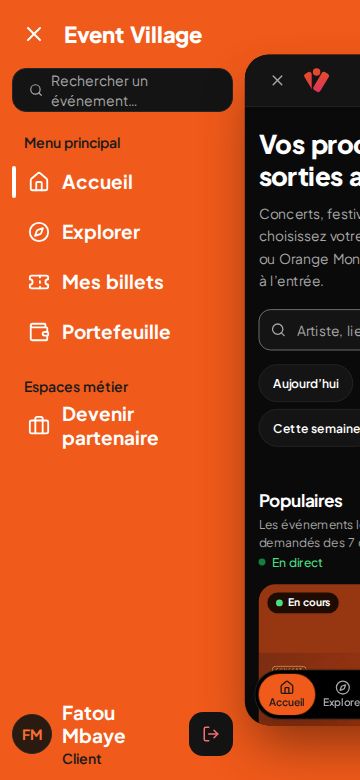 Event Village
Rechercher un
événement…
Menu principal
Accueil
Explorer
Mes billets
Portefeuille
Espaces métier
Devenir
partenaire
FM
Fatou
Mbaye
Client
Vos proc
sorties a
Concerts, festiv
choisissez votre
ou Orange Mon
à l'entrée.
Artiste, lie
Aujourd'hui
Cette semaine
Populaires
Les événements l
demandés des 7 
En direct
En cours
Accueil
Explore